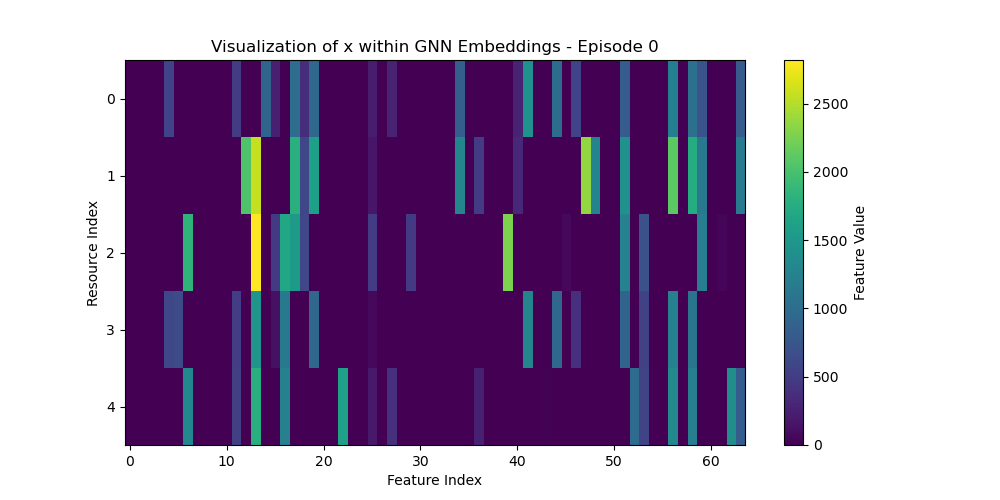 Visualization of x within GNN Embeddings - Episode 0
Resource Index
0
1
2
3
4
0 10 20 30 40 50 60
Feature Index
2500
2000
1500
1000
500
0
Feature Value